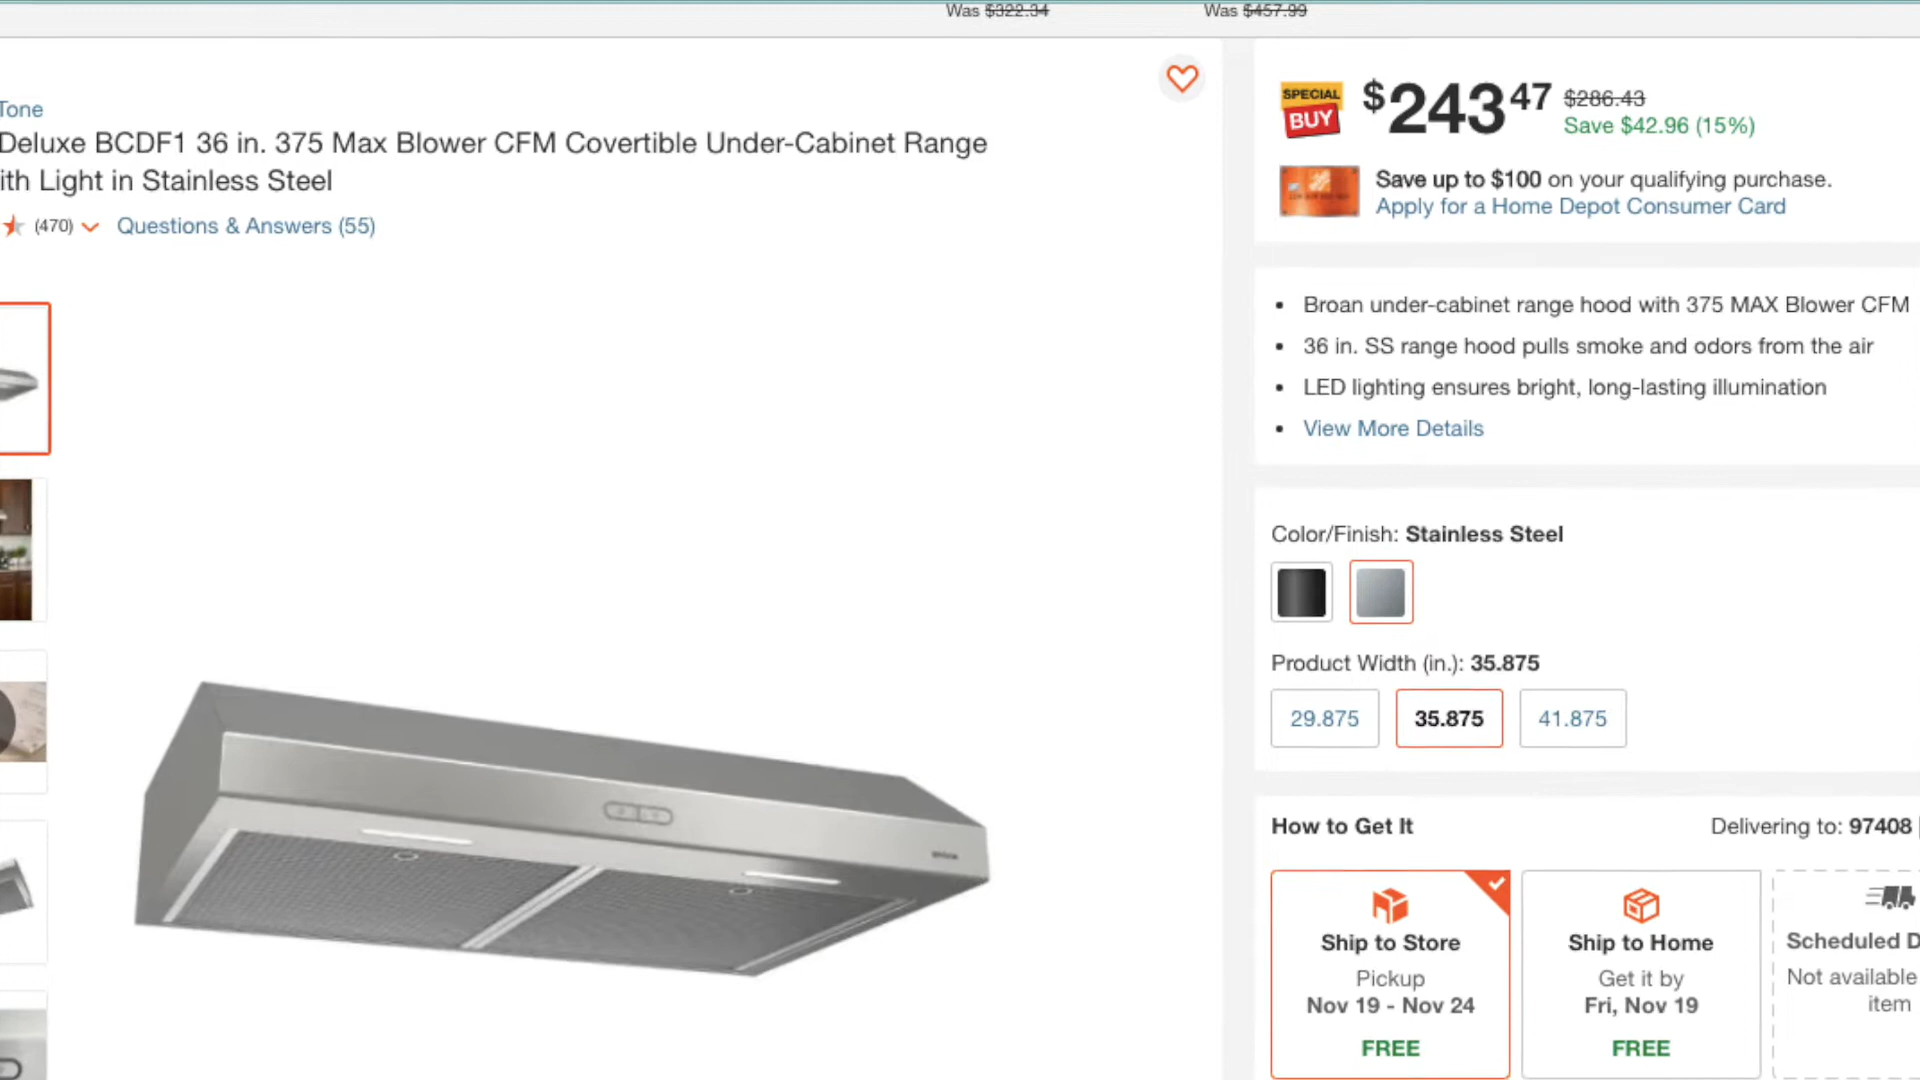 Was $322.34
Was $457.99
Tone
Deluxe BCDF1 36 in. 375 Max Blower CFM Covertible Under-Cabinet Range
ith Light in Stainless Steel
(470)
Questions & Answers (55)
SPECIAL
BUY
$243.47
$286.43
Save $42.96 (15%)
Save up to $100 on your qualifying purchase.
Apply for a Home Depot Consumer Card
• Broan under-cabinet range hood with 375 MAX Blower CFM
• 36 in. SS range hood pulls smoke and odors from the air
• LED lighting ensures bright, long-lasting illumination
• View More Details
Color/Finish: Stainless Steel
Product Width (in.): 35.875
29.875
35.875
41.875
How to Get It
Delivering to: 97408
Ship to Store
Pickup
Nov 19 - Nov 24
FREE
Ship to Home
Get it by
Fri, Nov 19
FREE
Scheduled D
Not available
item